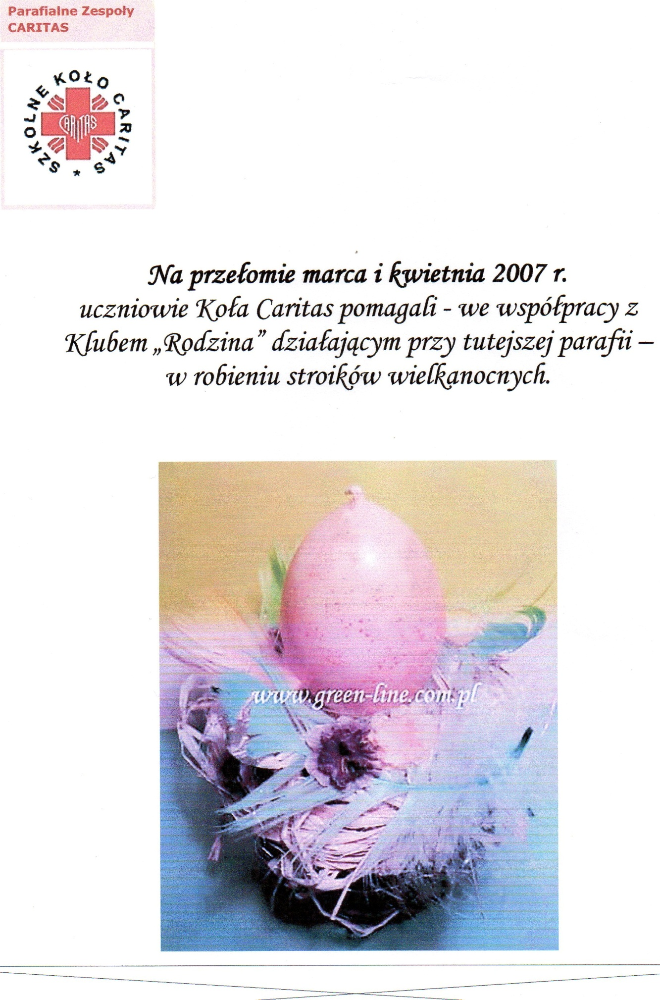 Parafialne Zespoły
CARITAS
SZKOLNE KOŁO CARITAS *
CARITAS
Na przełomie marca i kwietnia 2007 r.
uczniowie Koła Caritas pomagali - we współpracy z
Klubem „Rodzina” działającym przy tutejszej parafii –
w robieniu stroików wielkanocnych.
www.green-line.com.pl